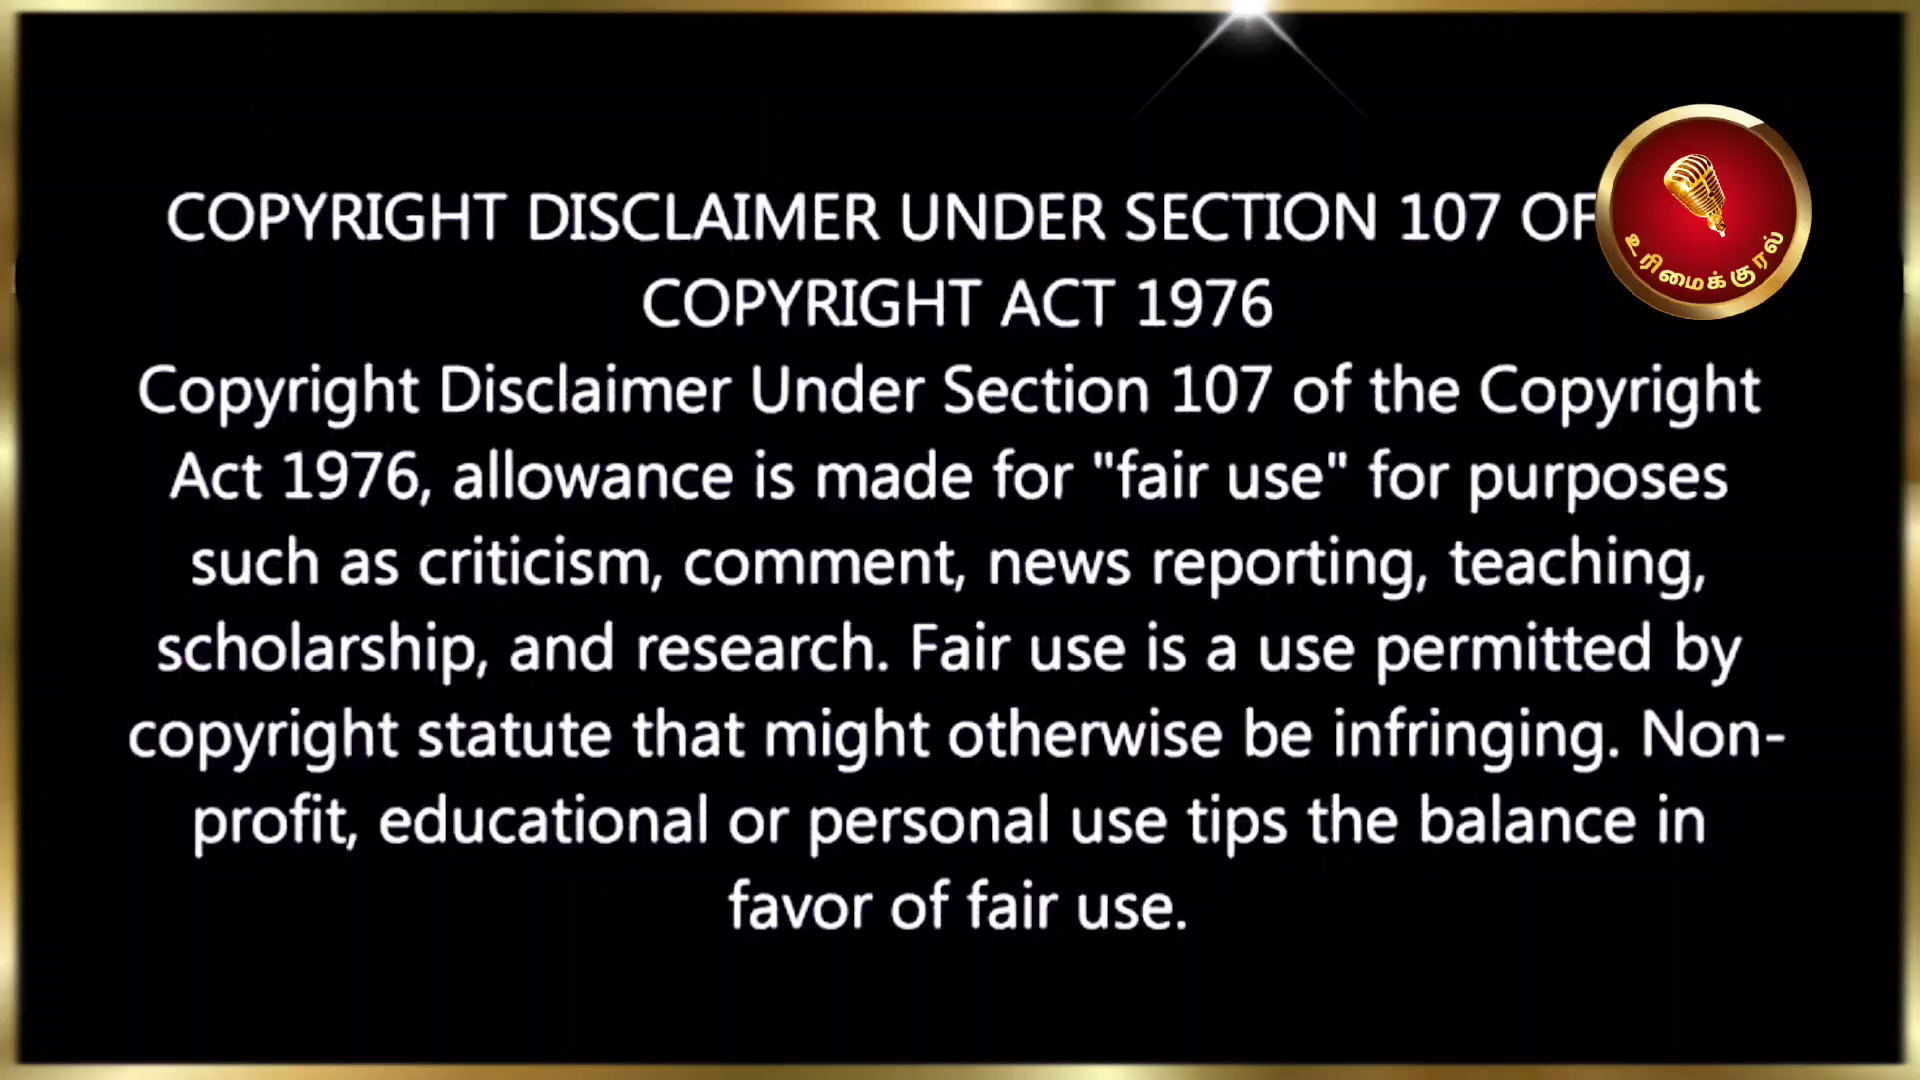 COPYRIGHT DISCLAIMER UNDER SECTION 107 OF
COPYRIGHT ACT 1976
Copyright Disclaimer Under Section 107 of the Copyright
Act 1976, allowance is made for "fair use" for purposes
such as criticism, comment, news reporting, teaching,
scholarship, and research. Fair use is a use permitted by
copyright statute that might otherwise be infringing. Non-
profit, educational or personal use tips the balance in
favor of fair use.
உரிமைக்குரல்